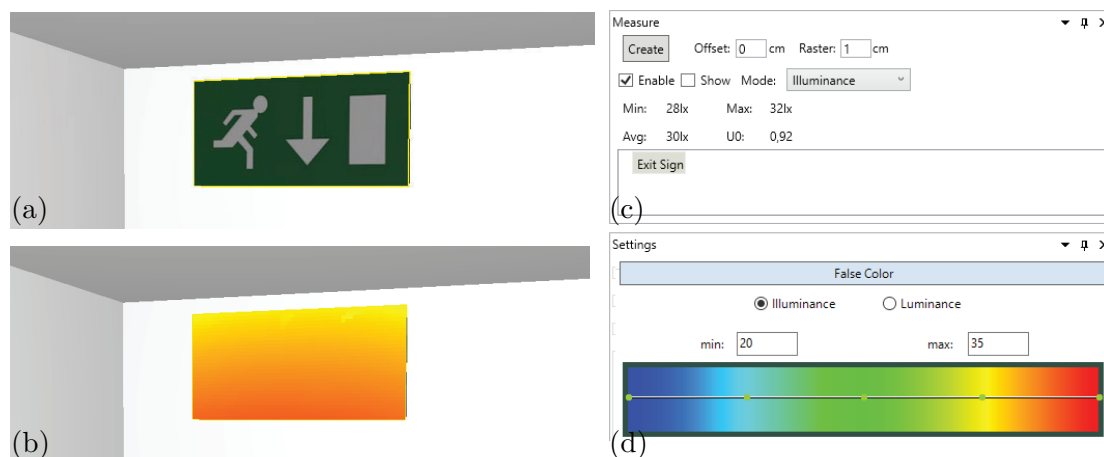 (a)
(b)
Measure
Create Offset: 0 cm Raster: 1 cm
Enable Show Mode: Illuminance
Min: 28lx Max: 32lx
Avg: 30lx U0: 0,92
Exit Sign
(c)
Settings
False Color
Illuminance Luminance
min: 20 max: 35
(d)